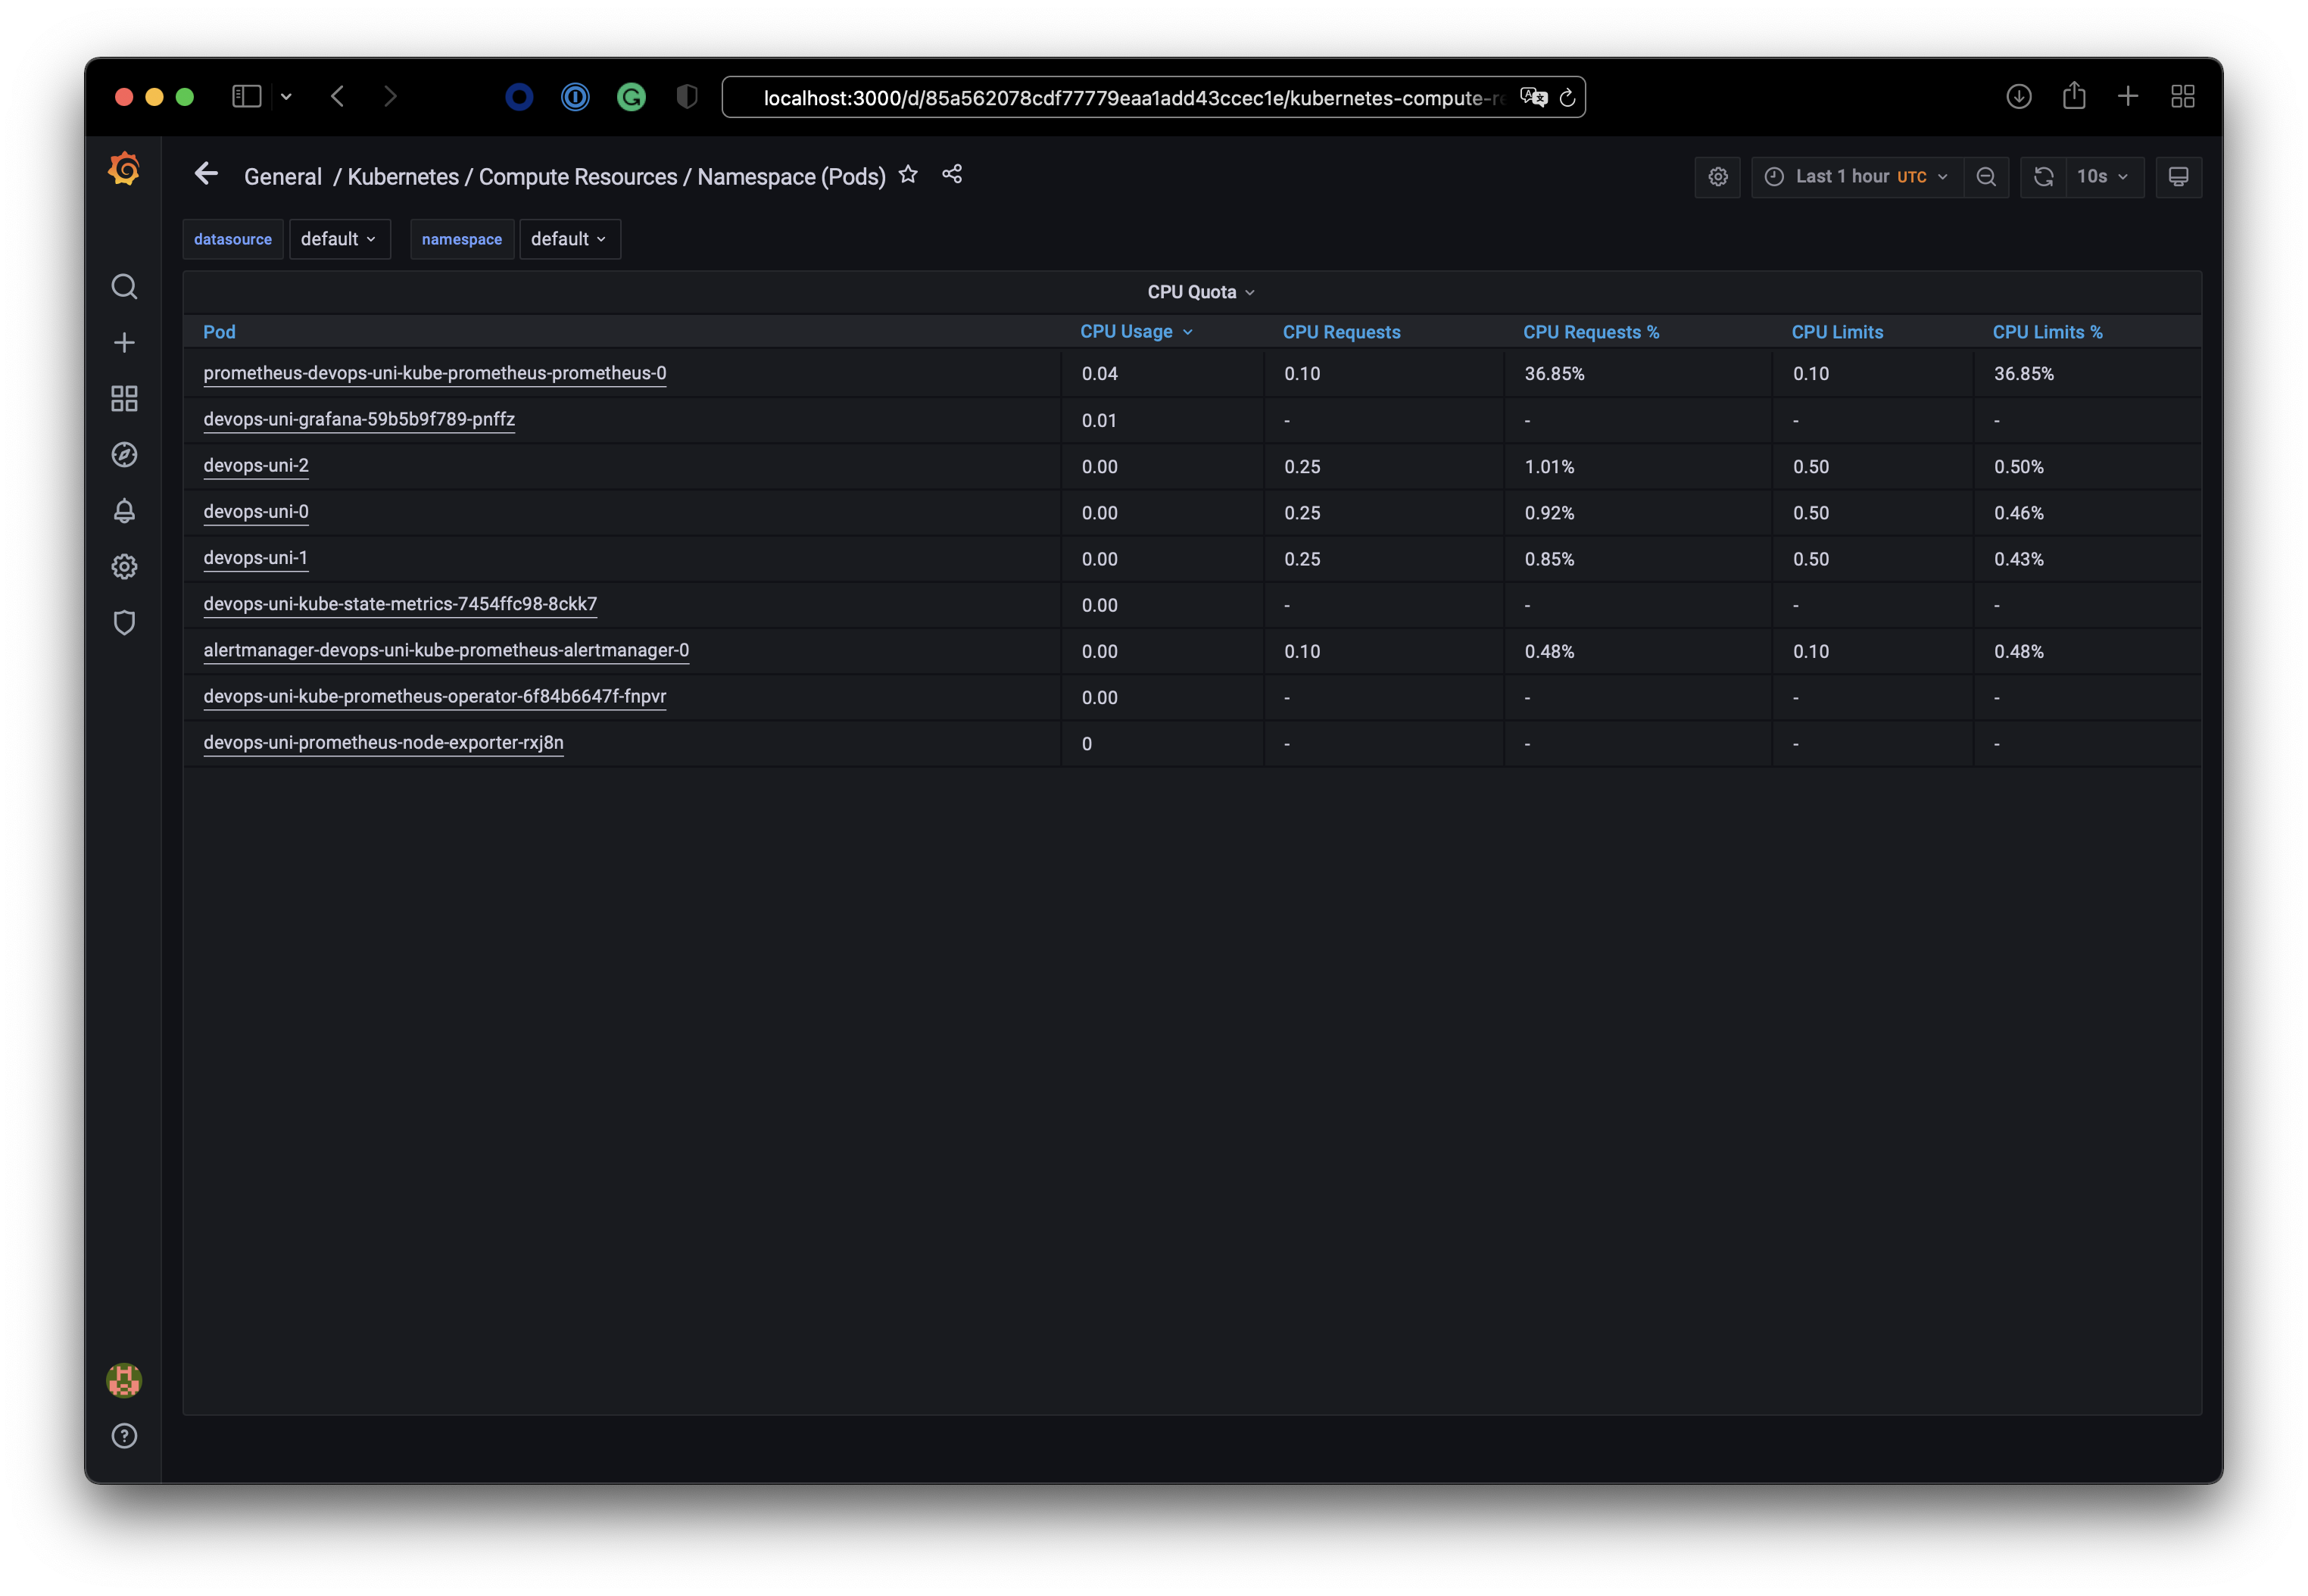 localhost:3000/d/85a562078cdf77779eaa1add43ccec1e/kubernetes-compute-re
General / Kubernetes / Compute Resources / Namespace (Pods)
Last 1 hour UTC
10s
datasource default namespace default
CPU Quota
Pod CPU Usage CPU Requests CPU Requests % CPU Limits CPU Limits %
prometheus-devops-uni-kube-prometheus-prometheus-0 0.04 0.10 36.85% 0.10 36.85%
devops-uni-grafana-59b5b9f789-pnffz 0.01 - - - -
devops-uni-2 0.00 0.25 1.01% 0.50 0.50%
devops-uni-0 0.00 0.25 0.92% 0.50 0.46%
devops-uni-1 0.00 0.25 0.85% 0.50 0.43%
devops-uni-kube-state-metrics-7454ffc98-8ckk7 0.00 - - - -
alertmanager-devops-uni-kube-prometheus-alertmanager-0 0.00 0.10 0.48% 0.10 0.48%
devops-uni-kube-prometheus-operator-6f84b6647f-fnpvr 0.00 - - - -
devops-uni-prometheus-node-exporter-rxj8n 0 - - - -